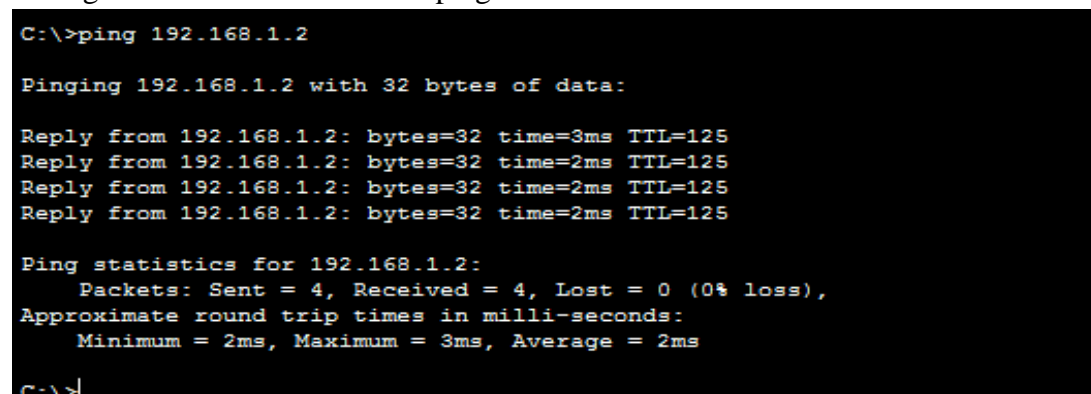 C:\>ping 192.168.1.2
Pinging 192.168.1.2 with 32 bytes of data:
Reply from 192.168.1.2: bytes=32 time=3ms TTL=125
Reply from 192.168.1.2: bytes=32 time=2ms TTL=125
Reply from 192.168.1.2: bytes=32 time=2ms TTL=125
Reply from 192.168.1.2: bytes=32 time=2ms TTL=125
Ping statistics for 192.168.1.2:
Packets: Sent = 4, Received = 4, Lost = 0 (0% loss),
Approximate round trip times in milli-seconds:
Minimum = 2ms, Maximum = 3ms, Average = 2ms
C:\>